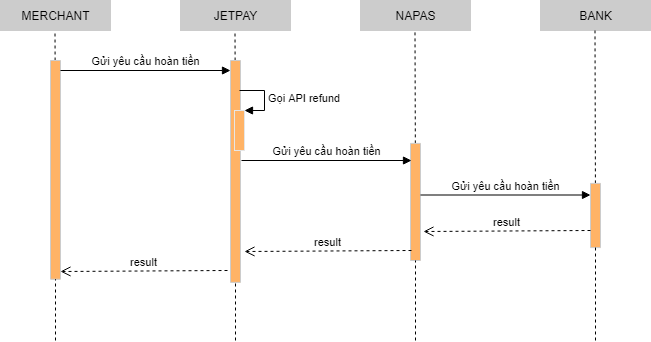 MERCHANT
JETPAY
NAPAS
BANK
Gửi yêu cầu hoàn tiền
Gọi API refund
Gửi yêu cầu hoàn tiền
Gửi yêu cầu hoàn tiền
result
result
result